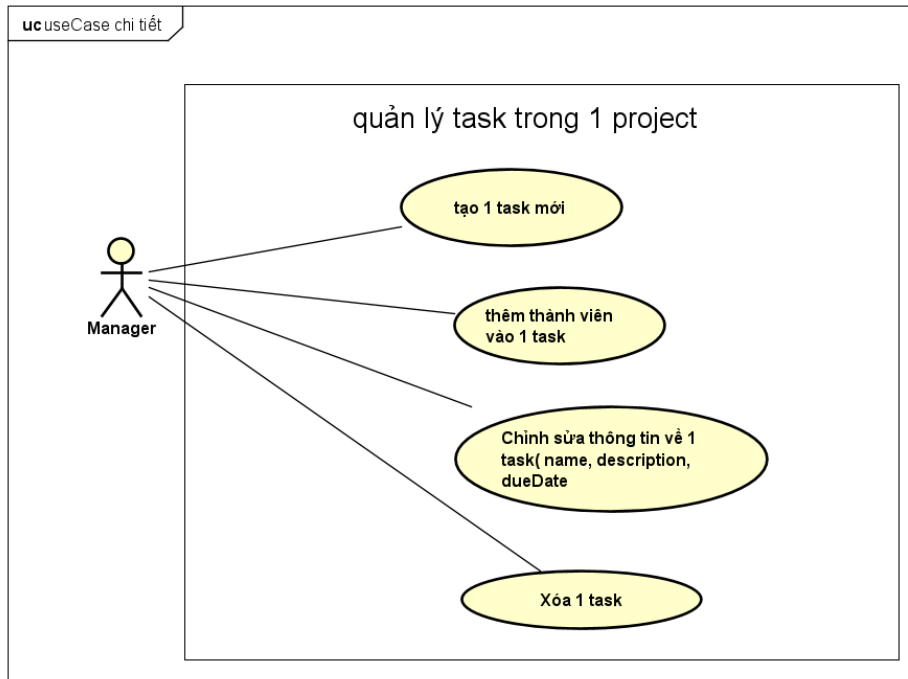 uc useCase chi tiết
quản lý task trong 1 project
tạo 1 task mới
Manager
thêm thành viên
vào 1 task
Chỉnh sửa thông tin về 1
task( name, description,
dueDate
Xóa 1 task